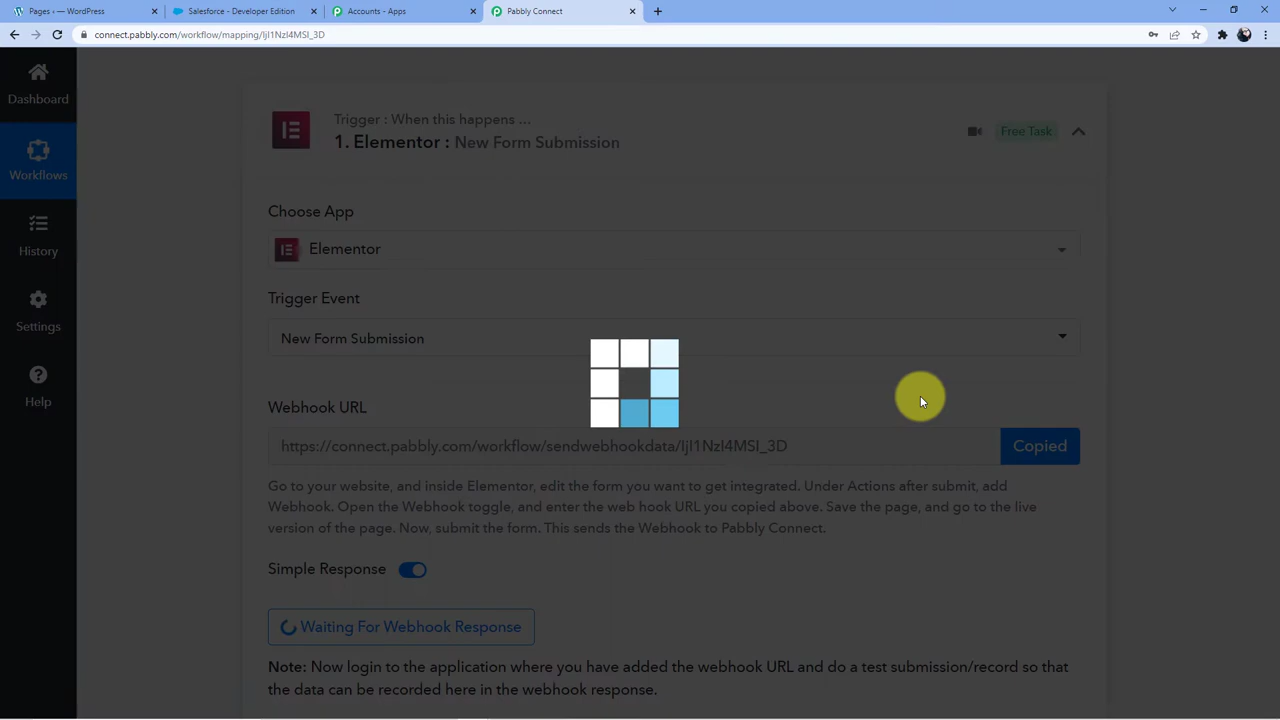 Pages ‹ — WordPress
Salesforce - Developer Edition
Accounts - Apps
Pabbly Connect
connect.pabbly.com/workflow/mapping/IjI1NzI4MSI_3D
Dashboard
Workflows
History
Settings
Help
Trigger : When this happens ...
1. Elementor : New Form Submission
Free Task
Choose App
Elementor
Trigger Event
New Form Submission
Webhook URL
https://connect.pabbly.com/workflow/sendwebhookdata/IjI1NzI4MSI_3D
Copied
Go to your website, and inside Elementor, edit the form you want to get integrated. Under Actions after submit, add
Webhook. Open the Webhook toggle, and enter the web hook URL you copied above. Save the page, and go to the live
version of the page. Now, submit the form. This sends the Webhook to Pabbly Connect.
Simple Response
Waiting For Webhook Response
Note: Now login to the application where you have added the webhook URL and do a test submission/record so that
the data can be recorded here in the webhook response.